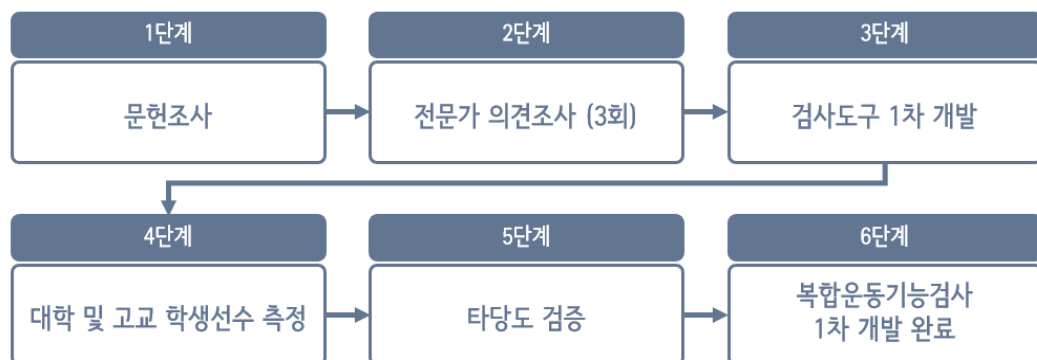 1단계
문헌조사
2단계
전문가 의견조사 (3회)
3단계
검사도구 1차 개발
4단계
대학 및 고교 학생선수 측정
5단계
타당도 검증
6단계
복합운동기능검사
1차 개발 완료